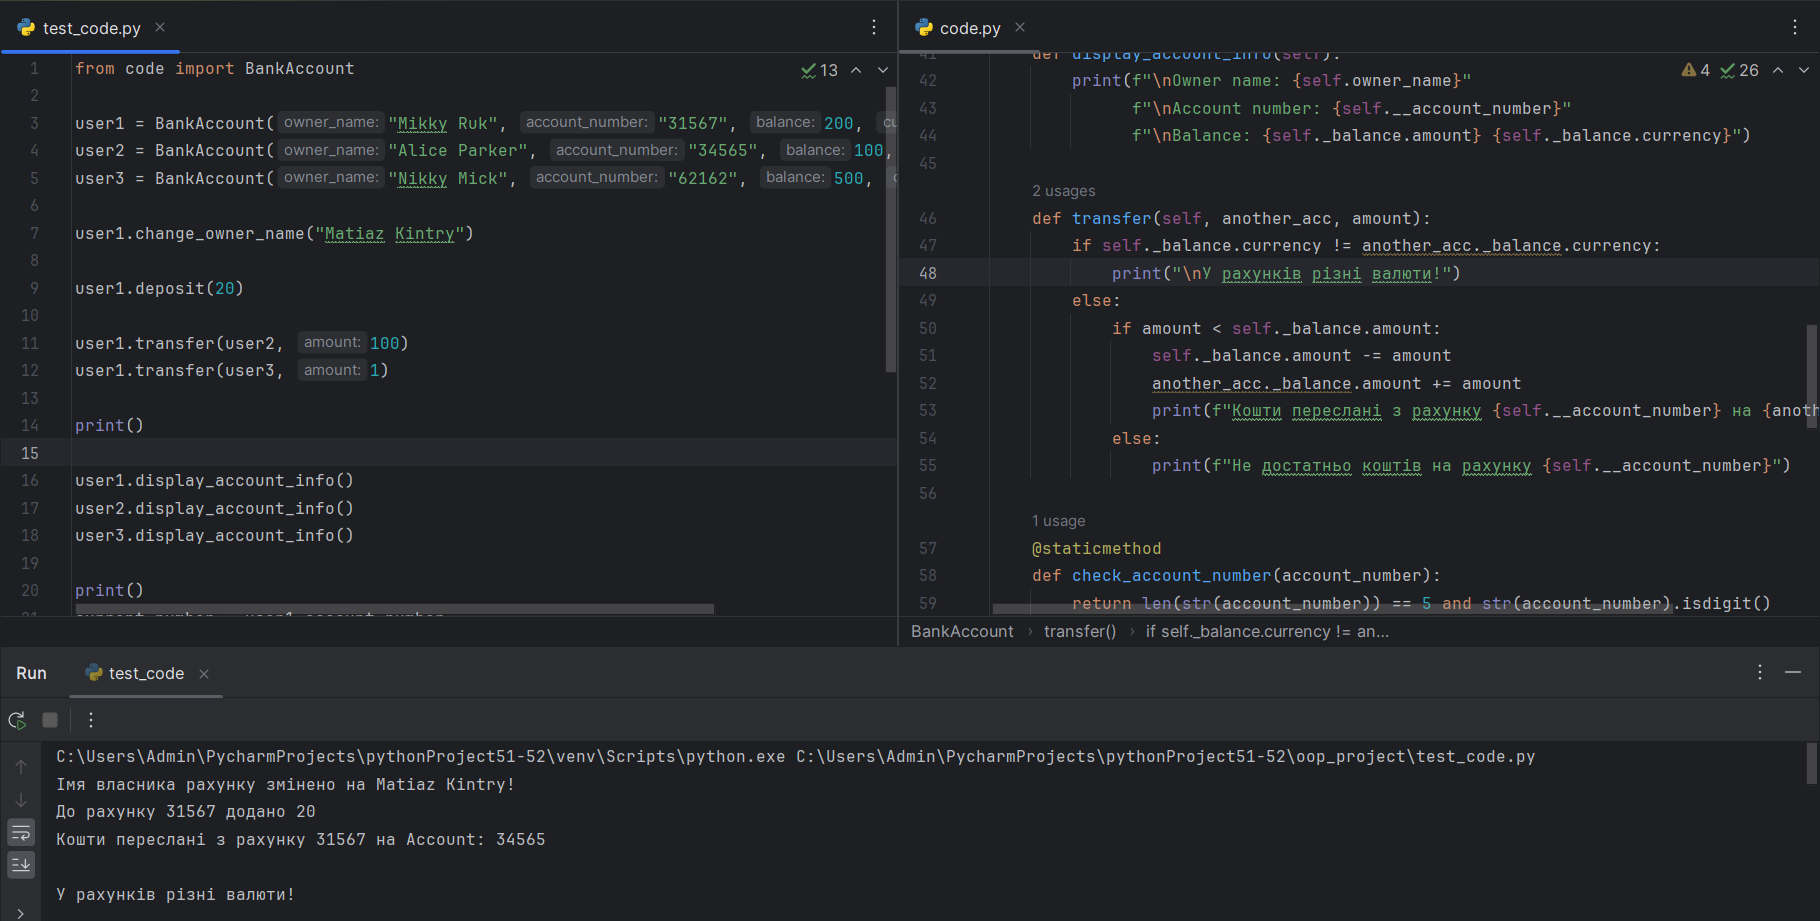 test_code.py
from code import BankAccount
13
1
2
3
4
5
6
7
8
9
10
11
12
13
14
15
16
17
18
19
20
user1 = BankAccount( owner_name: "Mikky Ruk", account_number: "31567", balance: 200,
user2 = BankAccount( owner_name: "Alice Parker", account_number: "34565", balance: 100,
user3 = BankAccount( owner_name: "Nikky Mick", account_number: "62162", balance: 500,
user1.change_owner_name("Matiaz Kintry")
user1.deposit(20)
user1.transfer(user2, amount: 100)
user1.transfer(user3, amount: 1)
print()
user1.display_account_info()
user2.display_account_info()
user3.display_account_info()
print()
code.py
4 26
41 def display_account_info(self):
42 print(f"\nOwner name: {self.owner_name}"
43 f"\nAccount number: {self.__account_number}"
44 f"\nBalance: {self._balance.amount} {self._balance.currency}")
45
2 usages
46 def transfer(self, another_acc, amount):
47 if self._balance.currency != another_acc._balance.currency:
48 print("\nУ рахунків різні валюти!")
49 else:
50 if amount < self._balance.amount:
51 self._balance.amount -= amount
52 another_acc._balance.amount += amount
53 print(f"Кошти переслані з рахунку {self.__account_number} на {anoth
54 else:
55 print(f"Не достатньо коштів на рахунку {self.__account_number}")
56
1 usage
57 @staticmethod
58 def check_account_number(account_number):
59 return len(str(account_number)) == 5 and str(account_number).isdigit()
BankAccount › transfer() › if self._balance.currency != an...
Run test_code
C:\Users\Admin\PycharmProjects\pythonProject51-52\venv\Scripts\python.exe C:\Users\Admin\PycharmProjects\pythonProject51-52\oop_project\test_code.py
Імя власника рахунку змінено на Matiaz Kintry!
До рахунку 31567 додано 20
Кошти переслані з рахунку 31567 на Account: 34565
У рахунків різні валюти!